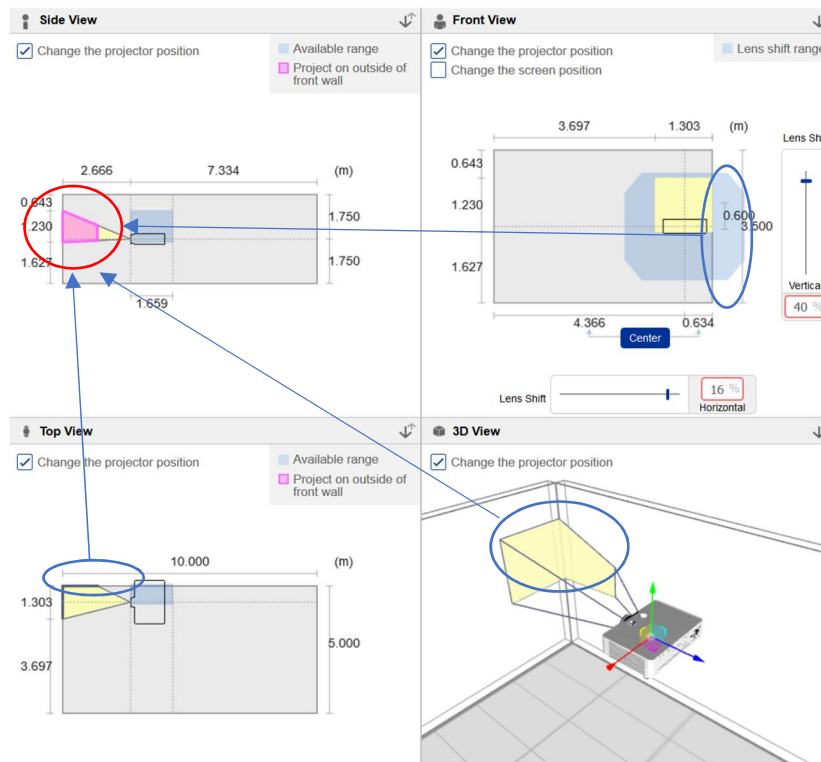 Side View
Change the projector position
Available range
Project on outside of
front wall
2.666
7.334
(m)
0.643
1.230
1.627
1.750
1.750
1.659
Front View
Change the projector position
Change the screen position
Lens shift range
3.697
1.303
(m)
0.643
1.230
1.627
0.600
3.500
4.366
0.634
Center
Lens Shi
Vertica
40 %
Lens Shift
16 %
Horizontal
Top View
Change the projector position
Available range
Project on outside of
front wall
10.000
(m)
1.303
3.697
5.000
3D View
Change the projector position